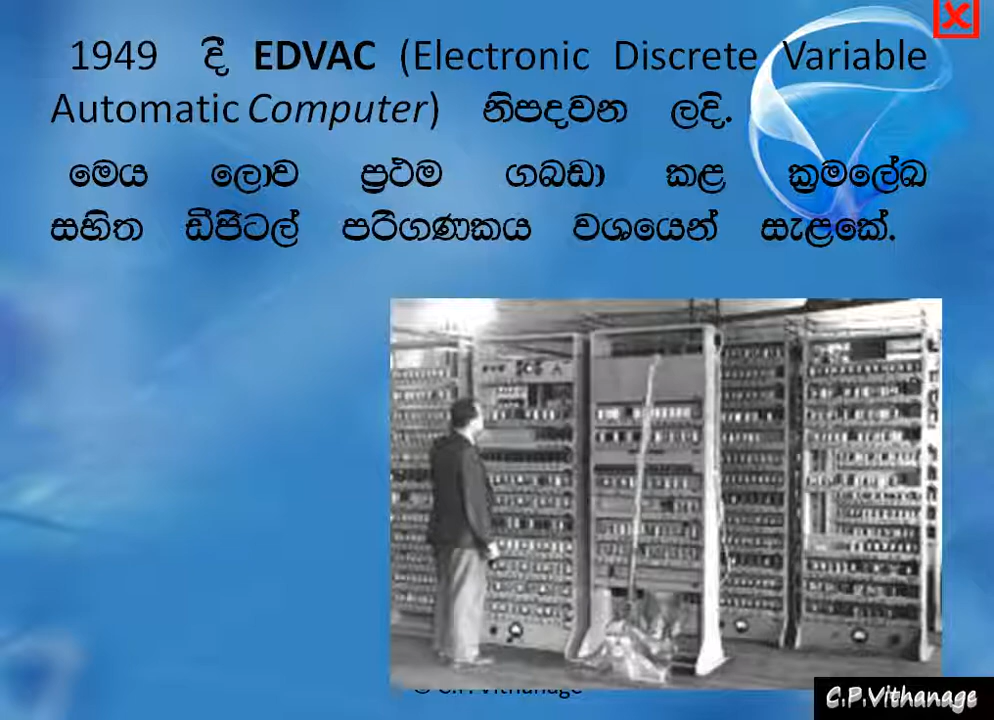 1949 දී EDVAC (Electronic Discrete Variable
Automatic Computer) නිපදවන ලදි.
මෙය ලොව ප්‍රථම ගබඩා කළ ක්‍රමලේඛ
සහිත ඩිජිටල් පරිගණකය වශයෙන් සැළකේ.
© C.P. Vithanage
C.P.Vithanage